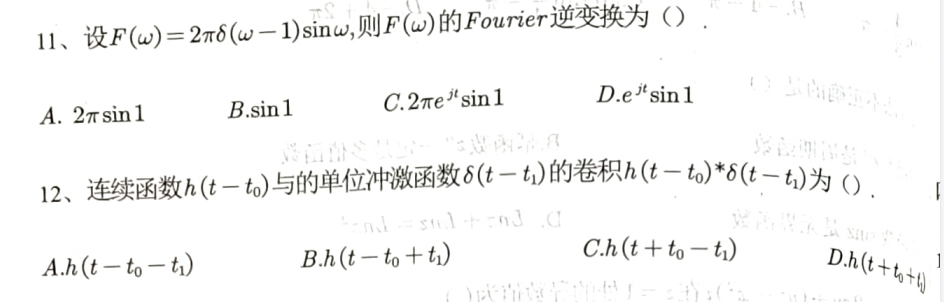 11、设F(ω)=2πδ(ω-1)sinω,则F(ω)的Fourier逆变换为（）.
A. 2πsin1 B.sin1 C.2πe^{jt}sin1 D.e^{jt}sin1
12、连续函数h(t-t₀)与的单位冲激函数δ(t-t₁)的卷积h(t-t₀)*δ(t-t₁)为（）.
A.h(t-t₀-t₁) B.h(t-t₀+t₁) C.h(t+t₀-t₁) D.h(t+t₀+t₁)